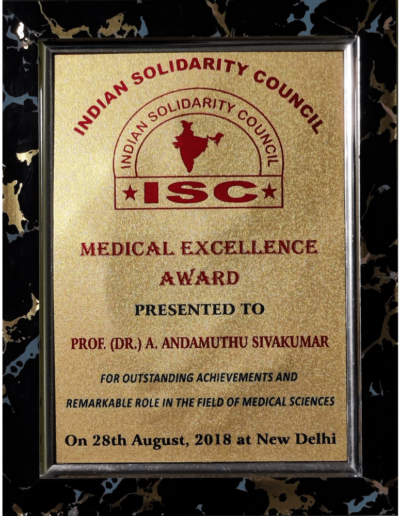 INDIAN SOLIDARITY COUNCIL
INDIAN SOLIDARITY COUNCIL
ISC
MEDICAL EXCELLENCE
AWARD
PRESENTED TO
PROF. (DR.) A. ANDAMUTHU SIVAKUMAR
FOR OUTSTANDING ACHIEVEMENTS AND
REMARKABLE ROLE IN THE FIELD OF MEDICAL SCIENCES
On 28th August, 2018 at New Delhi